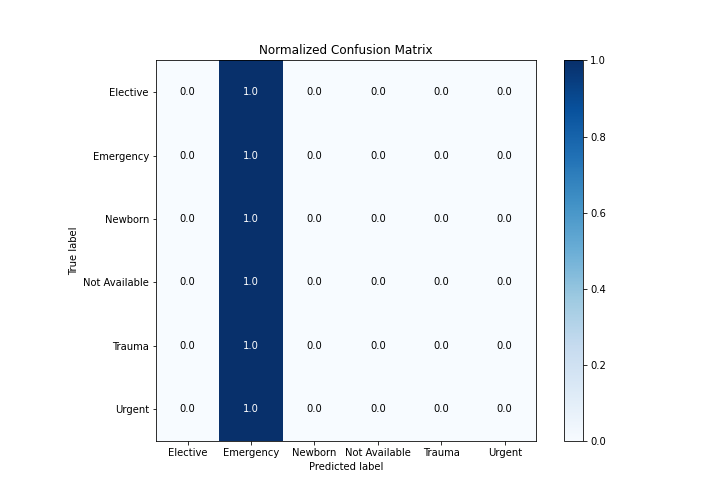 Normalized Confusion Matrix
True label
Elective 0.0 1.0 0.0 0.0 0.0 0.0
Emergency 0.0 1.0 0.0 0.0 0.0 0.0
Newborn 0.0 1.0 0.0 0.0 0.0 0.0
Not Available 0.0 1.0 0.0 0.0 0.0 0.0
Trauma 0.0 1.0 0.0 0.0 0.0 0.0
Urgent 0.0 1.0 0.0 0.0 0.0 0.0
Elective Emergency Newborn Not Available Trauma Urgent
Predicted label
1.0
0.8
0.6
0.4
0.2
0.0